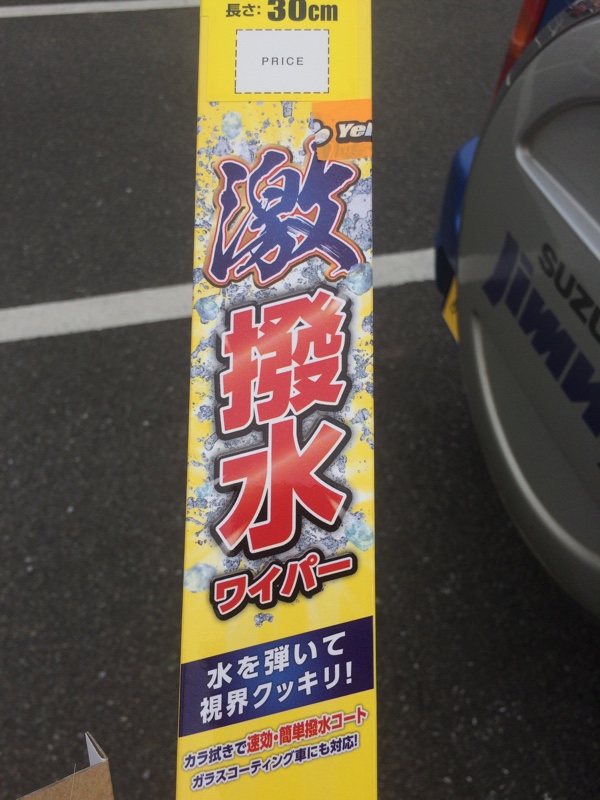 長さ: 30cm
PRICE
Yel
激
撥
水
ワイパー
水を弾いて
視界クッキリ!
カラ拭きで速効・簡単撥水コート
ガラスコーティング車にも対応!
SUZU
Jimn